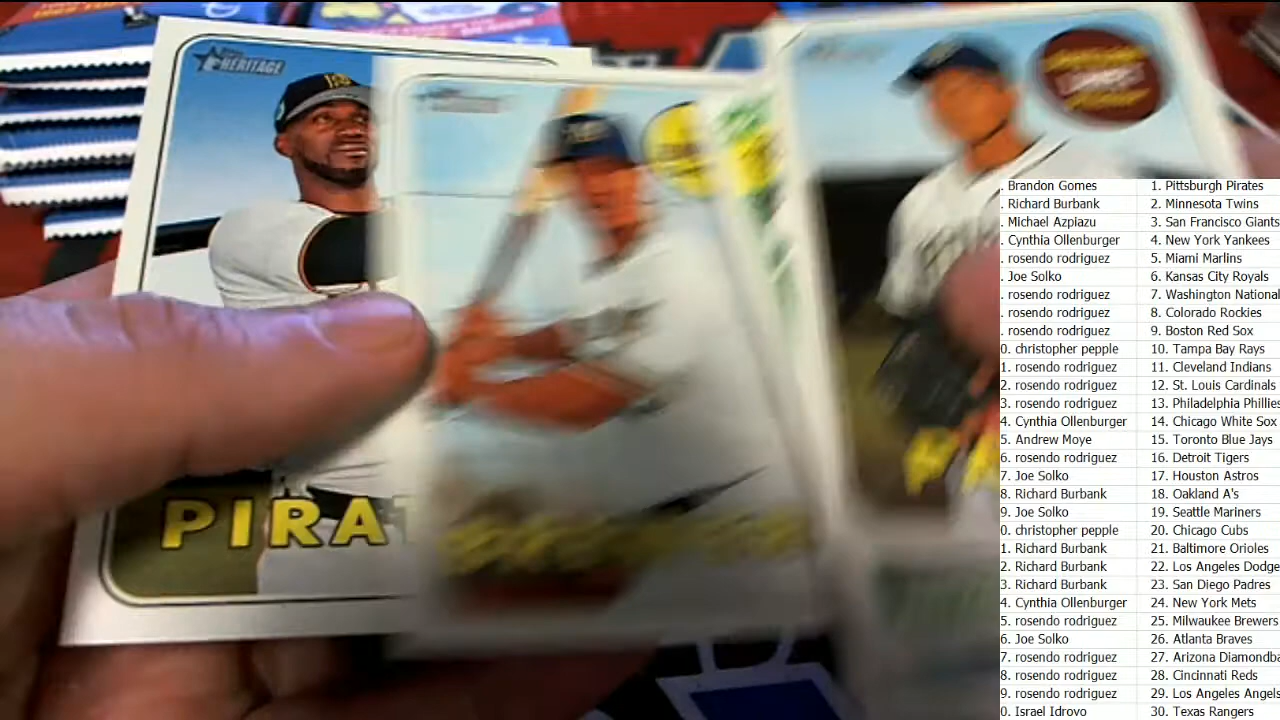 Topps
HERITAGE
PIRA
. Brandon Gomes 1. Pittsburgh Pirates
. Richard Burbank 2. Minnesota Twins
. Michael Azpiazu 3. San Francisco Giants
. Cynthia Ollenburger 4. New York Yankees
. rosendo rodriguez 5. Miami Marlins
. Joe Solko 6. Kansas City Royals
. rosendo rodriguez 7. Washington National
. rosendo rodriguez 8. Colorado Rockies
. rosendo rodriguez 9. Boston Red Sox
0. christopher pepple 10. Tampa Bay Rays
1. rosendo rodriguez 11. Cleveland Indians
2. rosendo rodriguez 12. St. Louis Cardinals
3. rosendo rodriguez 13. Philadelphia Phillies
4. Cynthia Ollenburger 14. Chicago White Sox
5. Andrew Moye 15. Toronto Blue Jays
6. rosendo rodriguez 16. Detroit Tigers
7. Joe Solko 17. Houston Astros
8. Richard Burbank 18. Oakland A's
9. Joe Solko 19. Seattle Mariners
0. christopher pepple 20. Chicago Cubs
1. Richard Burbank 21. Baltimore Orioles
2. Richard Burbank 22. Los Angeles Dodge
3. Richard Burbank 23. San Diego Padres
4. Cynthia Ollenburger 24. New York Mets
5. rosendo rodriguez 25. Milwaukee Brewers
6. Joe Solko 26. Atlanta Braves
7. rosendo rodriguez 27. Arizona Diamondba
8. rosendo rodriguez 28. Cincinnati Reds
9. rosendo rodriguez 29. Los Angeles Angels
0. Israel Idrovo 30. Texas Rangers